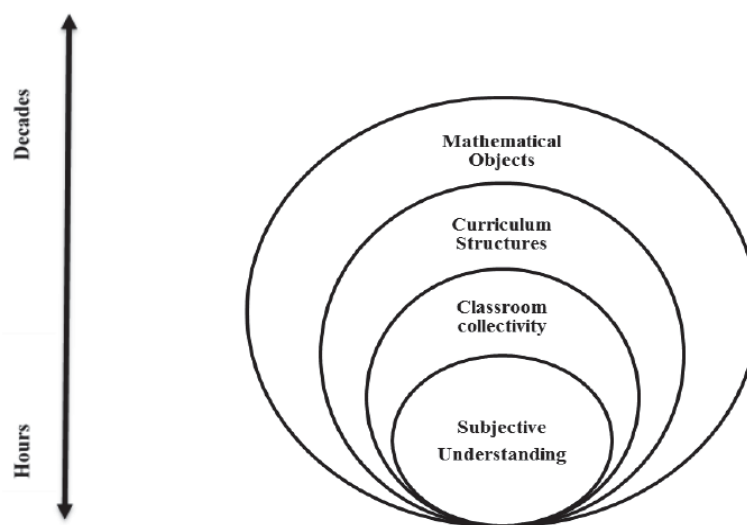 Decades
Mathematical
Objects
Curriculum
Structures
Classroom
collectivity
Subjective
Understanding
Hours